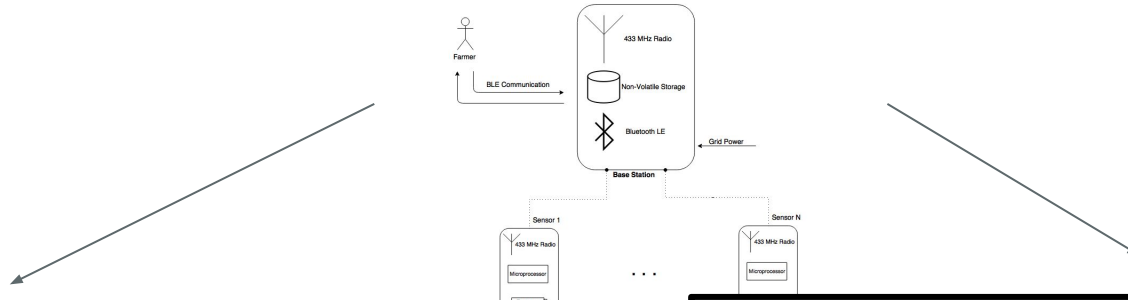 433 MHz Radio
Farmer
BLE Communication
Non-Volatile Storage
Bluetooth LE
Grid Power
Base Station
Sensor 1
Sensor N
433 MHz Radio
433 MHz Radio
Microprocessor
Microprocessor
. . .